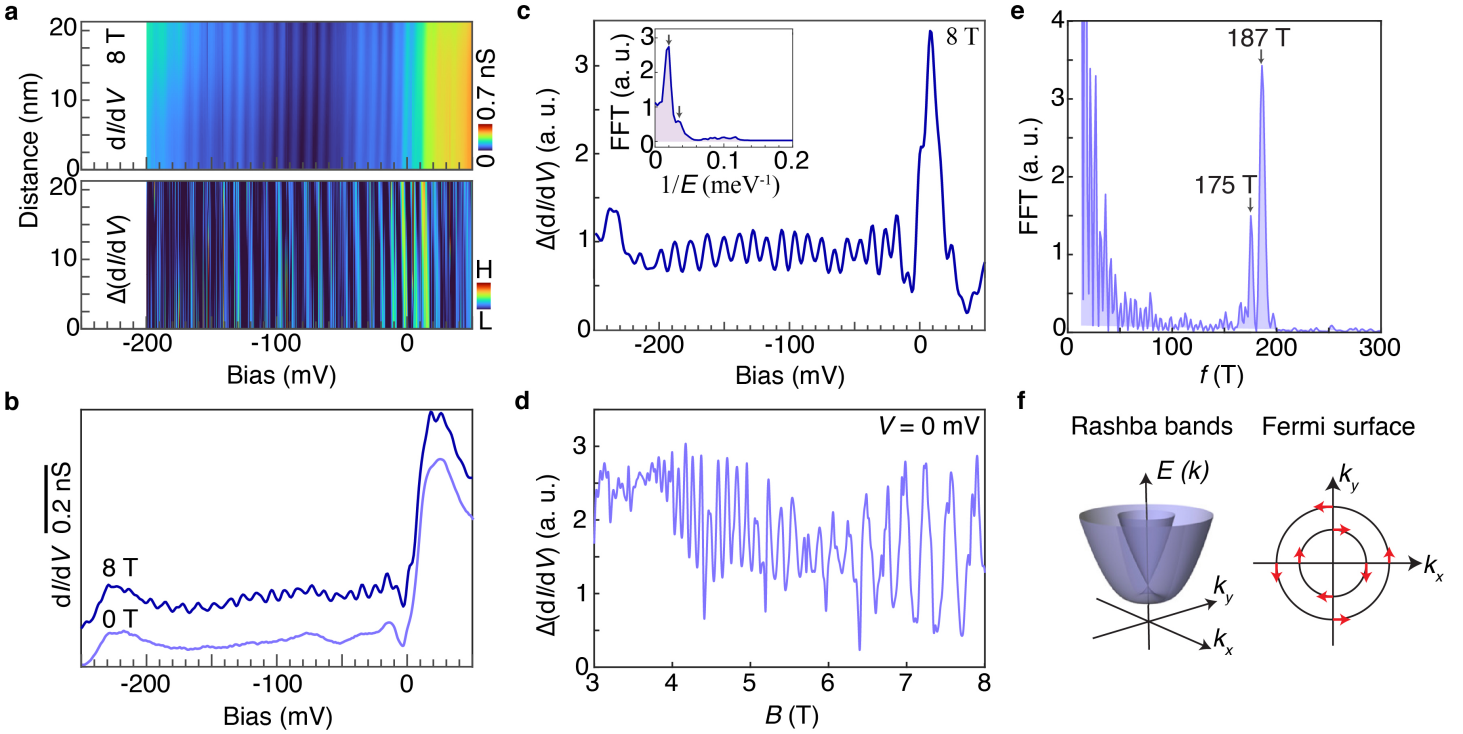 a
20
10
0
dI/dV 8 T
0 0.7 nS
Distance (nm)
20
10
0
Δ(dI/dV)
H
L
-200 -100 0
Bias (mV)
b
dI/dV 0.2 nS
8 T
0 T
-200 -100 0
Bias (mV)
c
8 T
3
2
1
0
Δ(dI/dV) (a. u.)
3
2
1
0
FFT (a. u.)
0 0.1 0.2
1/E (meV⁻¹)
-200 -100 0
Bias (mV)
d
V = 0 mV
3
2
1
0
Δ(dI/dV) (a. u.)
3 4 5 6 7 8
B (T)
e
4
3
2
1
0
FFT (a. u.)
187 T
175 T
0 100 200 300
f (T)
f
Rashba bands Fermi surface
E (k)
k_y
k_x
k_y
k_x